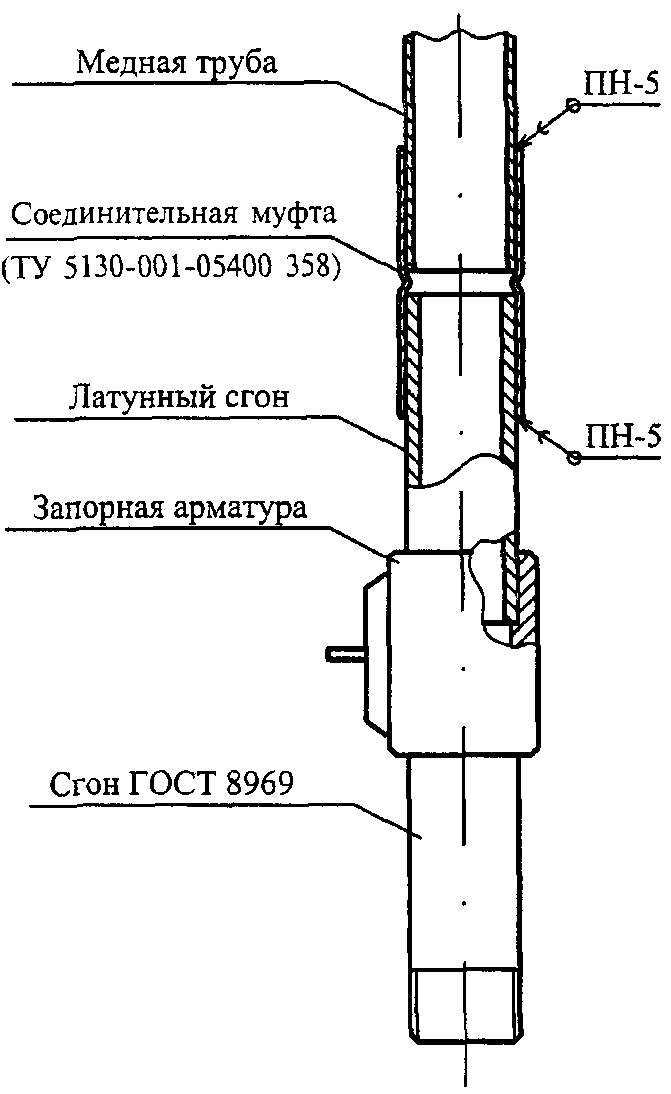 Медная труба
ПН-5
Соединительная муфта
(ТУ 5130-001-05400 358)
Латунный сгон
ПН-5
Запорная арматура
Сгон ГОСТ 8969